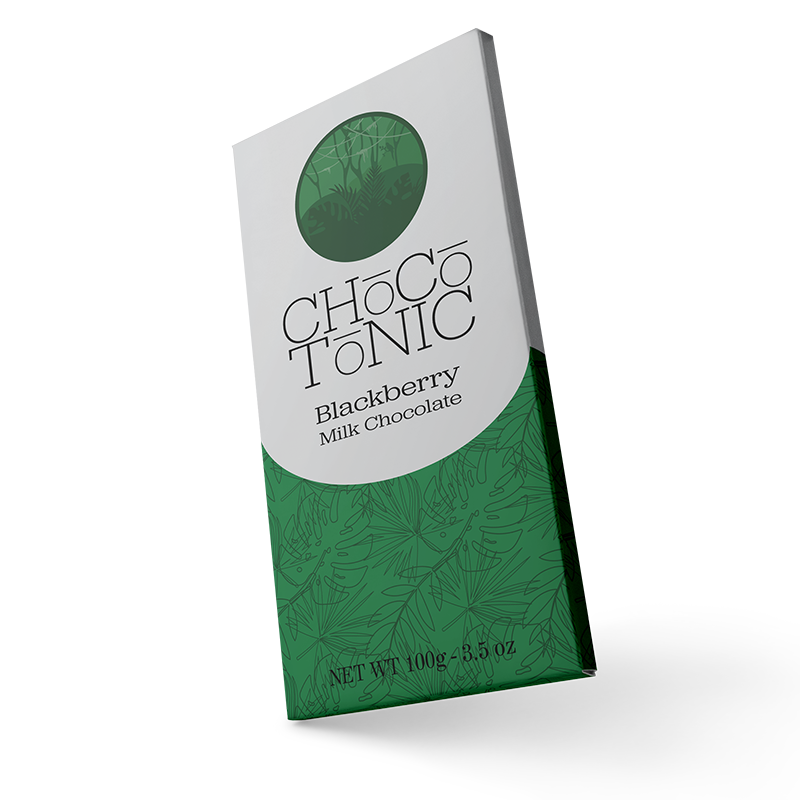 CHŌCŌ
TŌNIC
Blackberry
Milk Chocolate
NET WT 100g - 3.5 oz